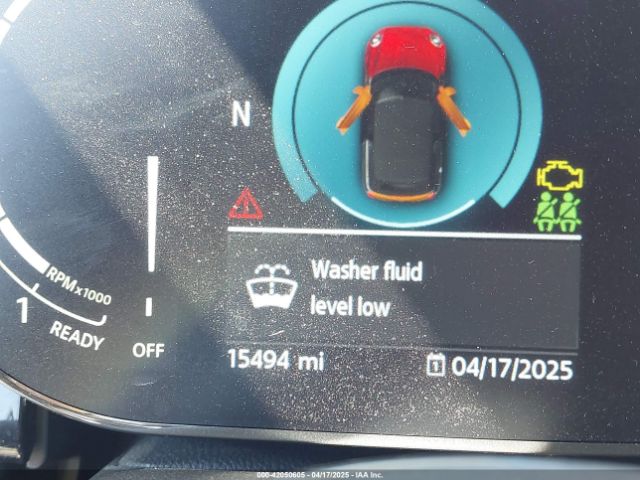 N
RPM x1000
1
READY
OFF
Washer fluid
level low
15494 mi
1 04/17/2025
000-42050605 - 04/17/2025 - IAA Inc.